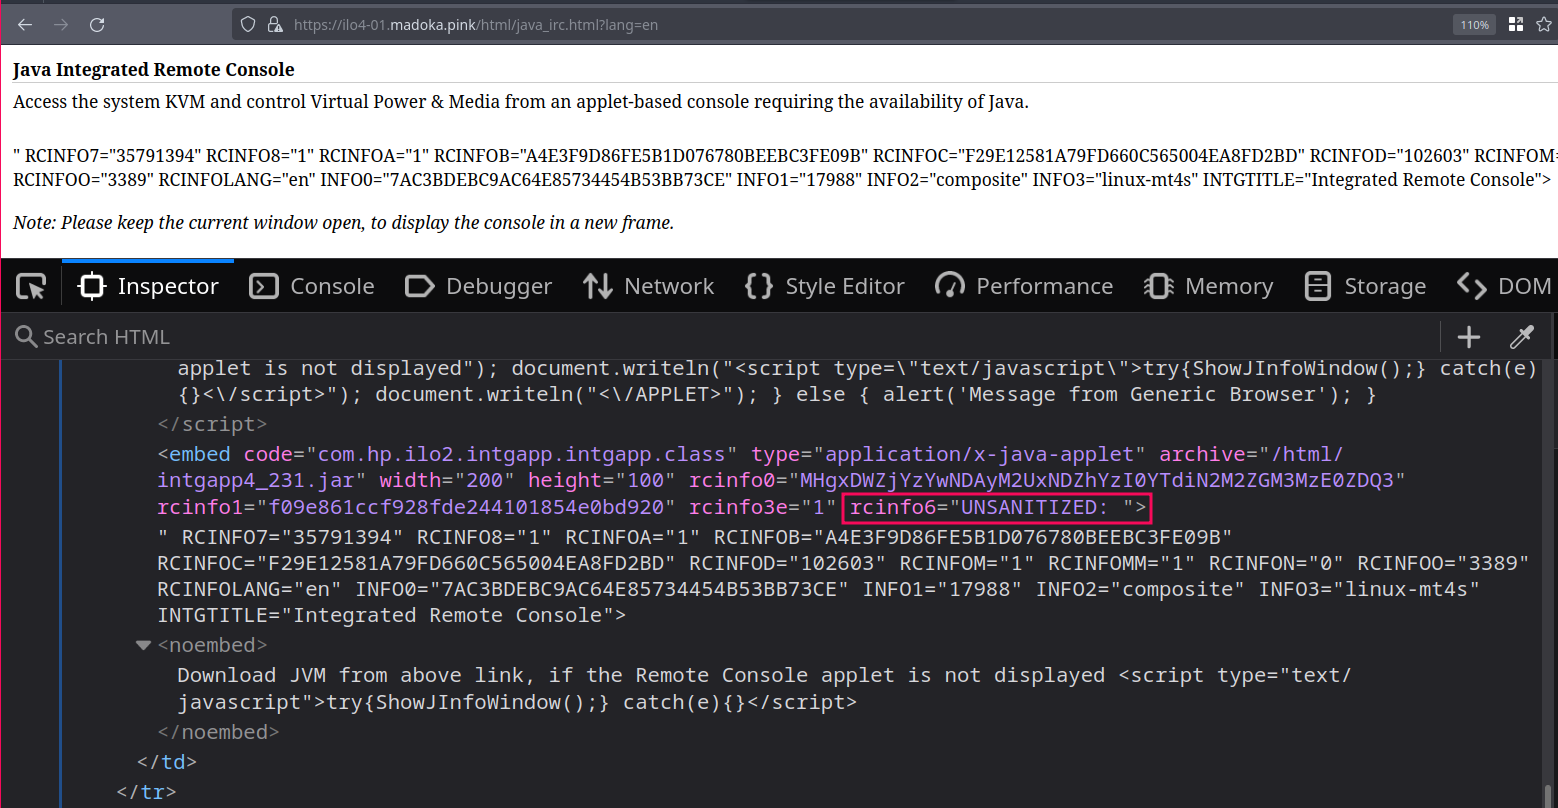 https://ilo4-01.madoka.pink/html/java_irc.html?lang=en
110%
Java Integrated Remote Console
Access the system KVM and control Virtual Power & Media from an applet-based console requiring the availability of Java.
" RCINFO7="35791394" RCINFO8="1" RCINFOA="1" RCINFOB="A4E3F9D86FE5B1D076780BEEBC3FE09B" RCINFOC="F29E12581A79FD660C565004EA8FD2BD" RCINFOD="102603" RCINFOM=
RCINFOO="3389" RCINFOLANG="en" INFO0="7AC3BDEBC9AC64E85734454B53BB73CE" INFO1="17988" INFO2="composite" INFO3="linux-mt4s" INTGTITLE="Integrated Remote Console">
Note: Please keep the current window open, to display the console in a new frame.
Inspector Console Debugger Network {} Style Editor Performance Memory Storage DOM
Search HTML
applet is not displayed"); document.writeln("<script type=\"text/javascript\">try{ShowJInfoWindow();} catch(e)
{}<\/script>"); document.writeln("<\/APPLET>"); } else { alert('Message from Generic Browser'); }
</script>
<embed code="com.hp.ilo2.intgapp.intgapp.class" type="application/x-java-applet" archive="/html/
intgapp4_231.jar" width="200" height="100" rcinfo0="MHgxDWZjYzYwNDAyM2UxNDZhYzI0YTdiN2M2ZGM3MzE0ZDQ3"
rcinfo1="f09e861ccf928fde244101854e0bd920" rcinfo3e="1" rcinfo6="UNSANITIZED: ">
" RCINFO7="35791394" RCINFO8="1" RCINFOA="1" RCINFOB="A4E3F9D86FE5B1D076780BEEBC3FE09B"
RCINFOC="F29E12581A79FD660C565004EA8FD2BD" RCINFOD="102603" RCINFOM="1" RCINFOMM="1" RCINFON="0" RCINFOO="3389"
RCINFOLANG="en" INFO0="7AC3BDEBC9AC64E85734454B53BB73CE" INFO1="17988" INFO2="composite" INFO3="linux-mt4s"
INTGTITLE="Integrated Remote Console">
<noembed>
Download JVM from above link, if the Remote Console applet is not displayed <script type="text/
javascript">try{ShowJInfoWindow();} catch(e){}</script>
</noembed>
</td>
</tr>